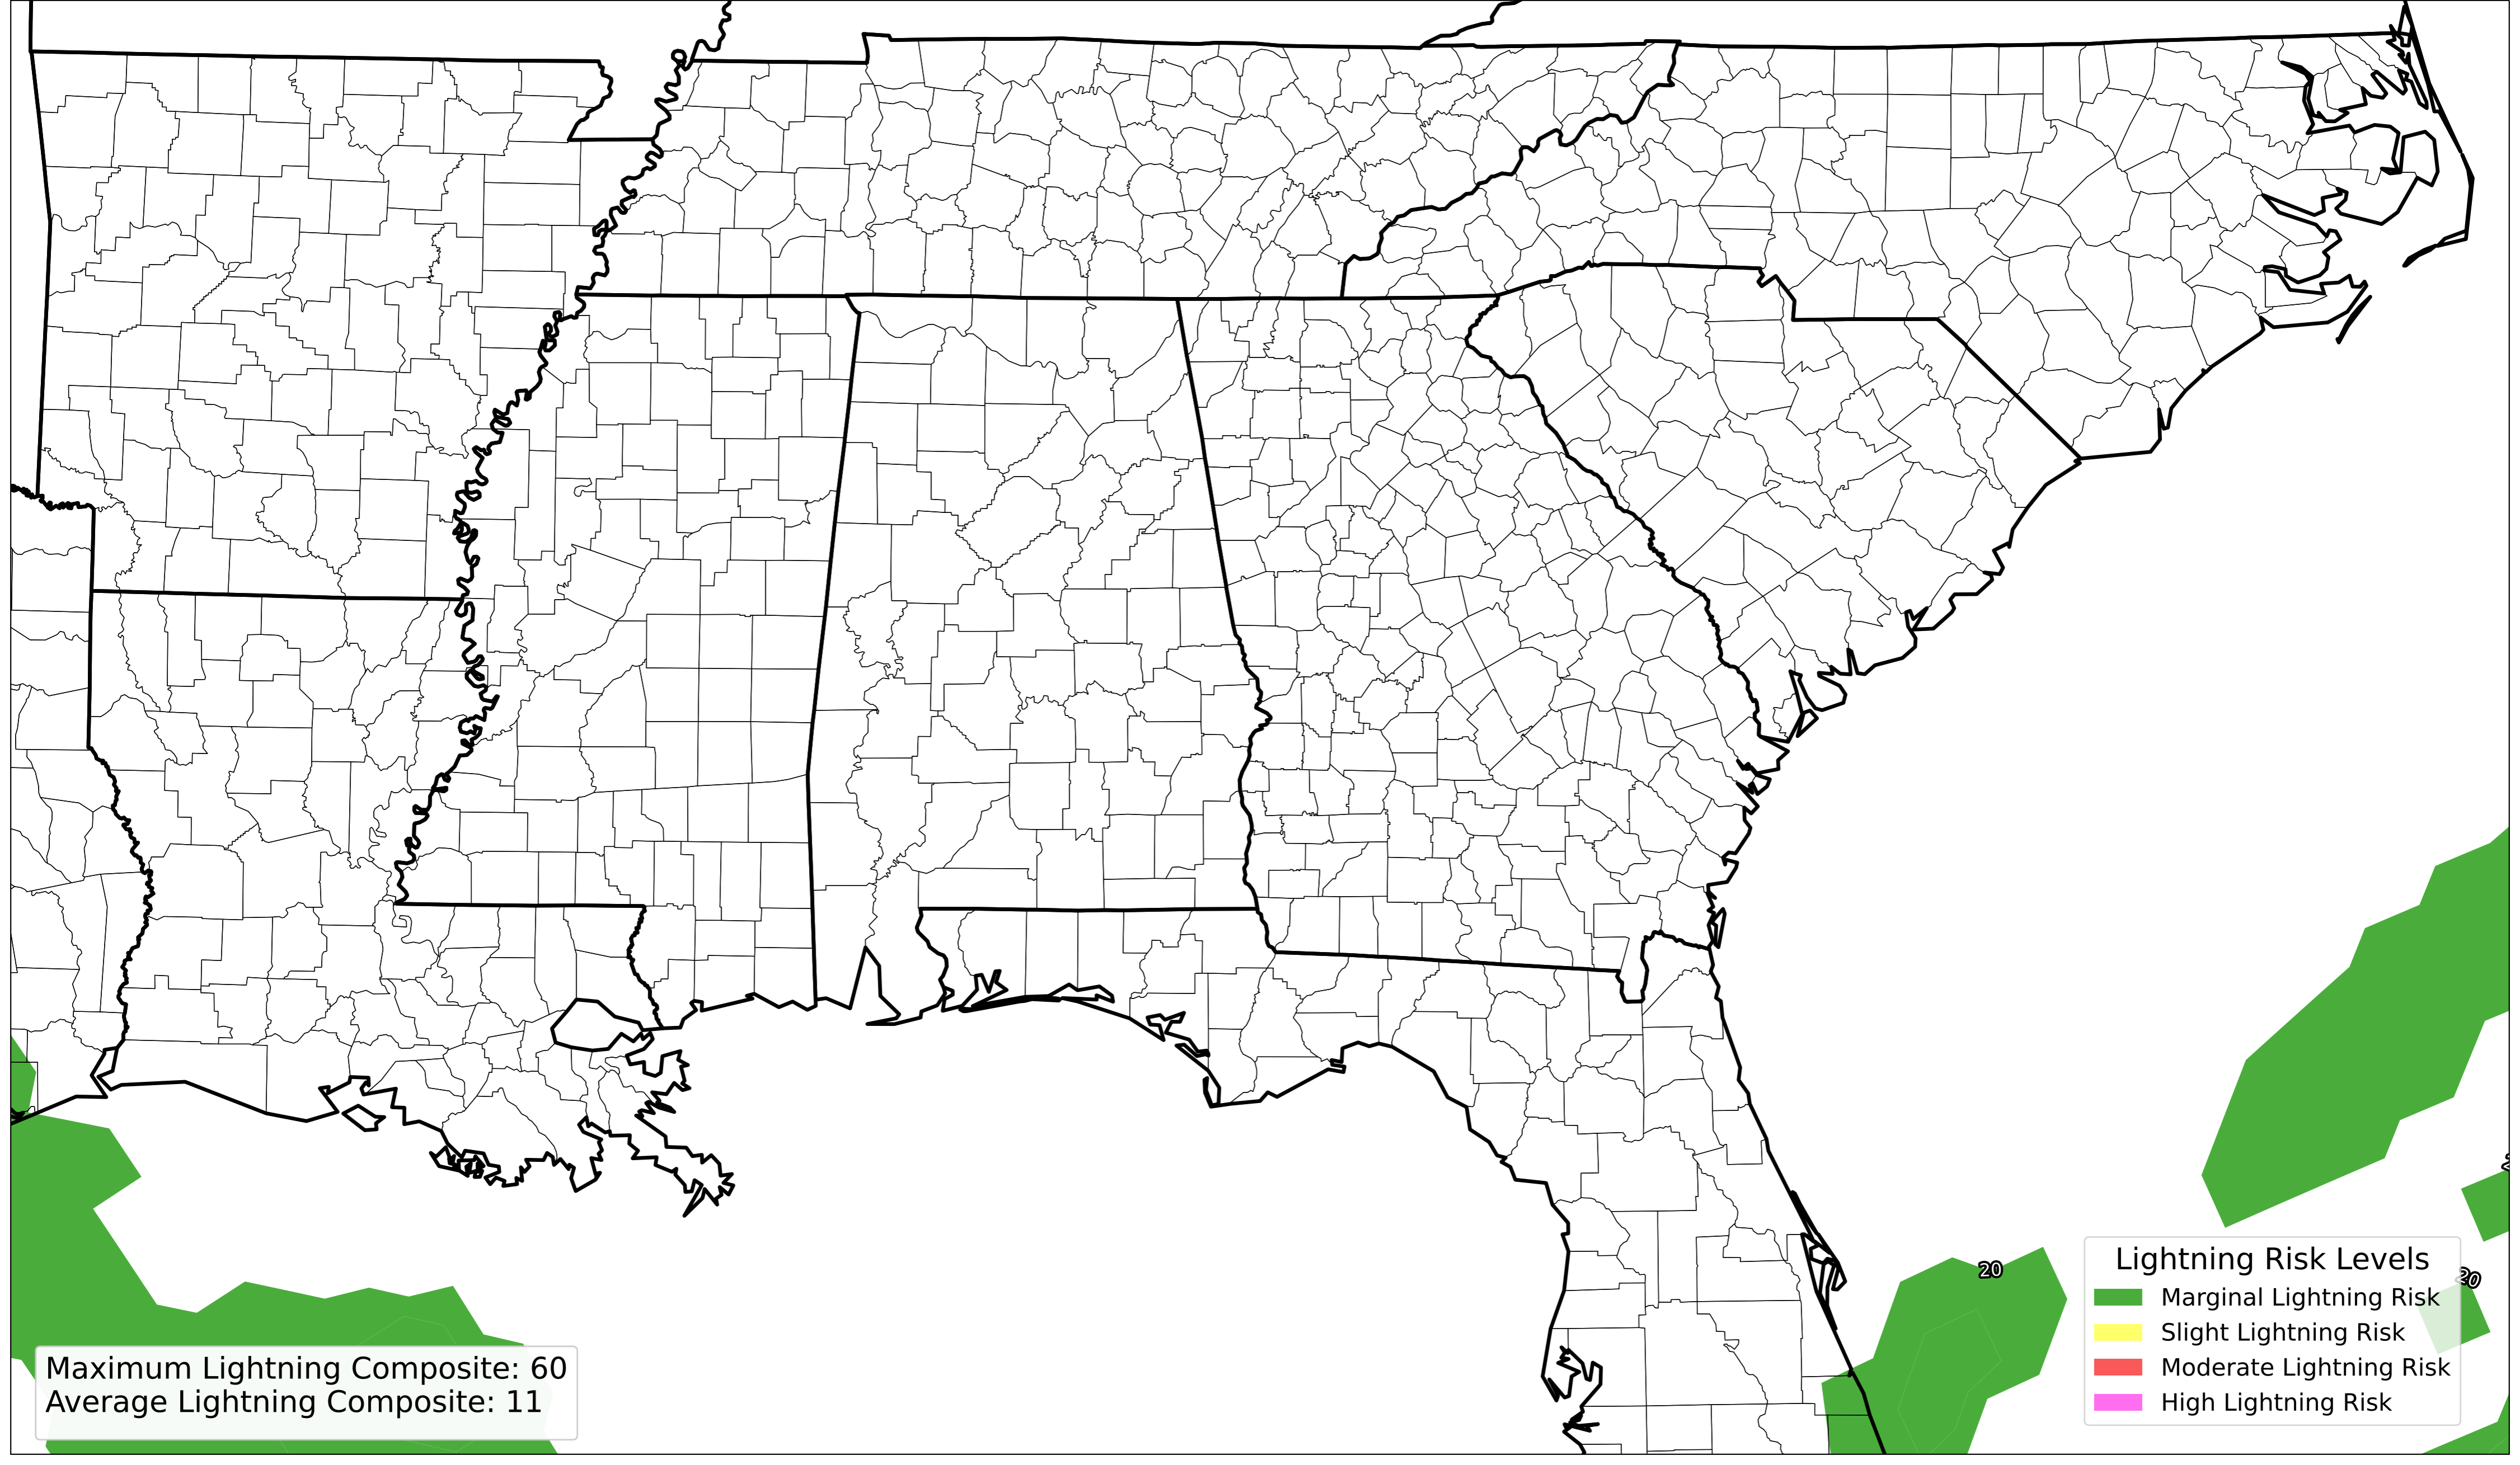 20
Lightning Risk Levels
20
Marginal Lightning Risk
Slight Lightning Risk
Moderate Lightning Risk
High Lightning Risk
Maximum Lightning Composite: 60
Average Lightning Composite: 11